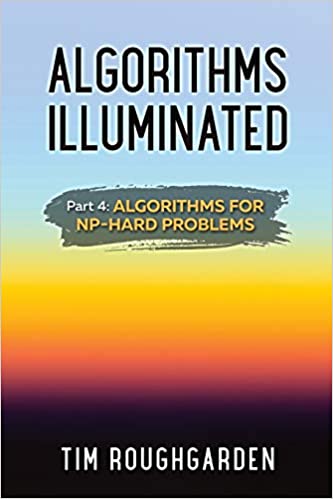 ALGORITHMS
ILLUMINATED
Part 4: ALGORITHMS FOR
NP-HARD PROBLEMS
TIM ROUGHGARDEN